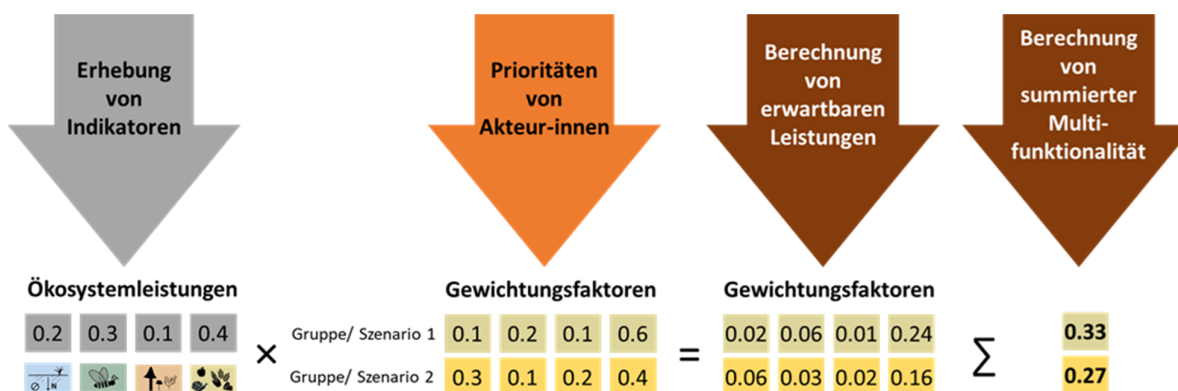 Erhebung
von
Indikatoren
Prioritäten
von
Akteur-innen
Berechnung
von
erwartbaren
Leistungen
Berechnung
von
summierter
Multi-
funktionalität
Ökosystemleistungen
Gewichtungsfaktoren
Gewichtungsfaktoren
0.2 0.3 0.1 0.4
×
Gruppe/ Szenario 1 0.1 0.2 0.1 0.6
Gruppe/ Szenario 2 0.3 0.1 0.2 0.4
=
0.02 0.06 0.01 0.24
0.06 0.03 0.02 0.16
∑
0.33
0.27
N